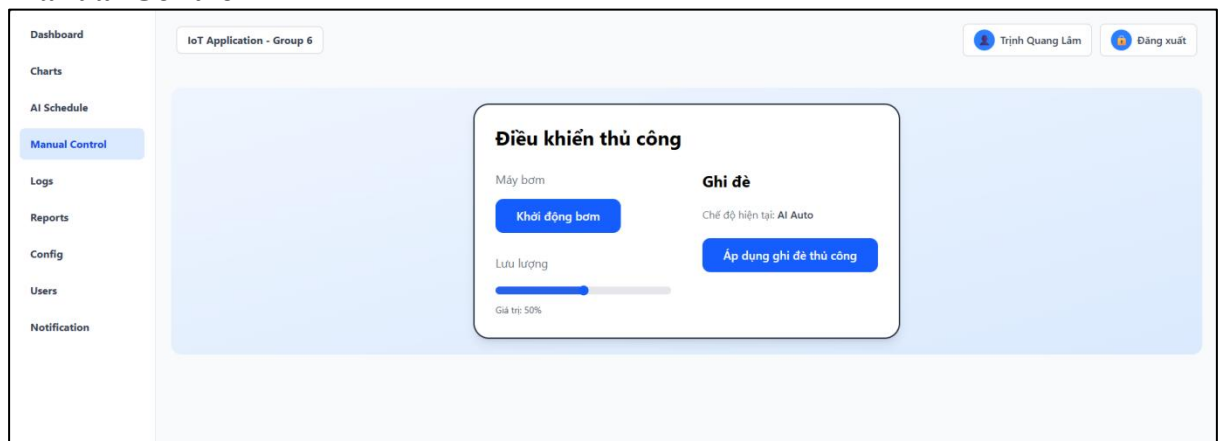 Dashboard
Charts
AI Schedule
Manual Control
Logs
Reports
Config
Users
Notification
IoT Application - Group 6
Trịnh Quang Lâm
Đăng xuất
Điều khiển thủ công
Máy bơm
Khởi động bơm
Lưu lượng
Giá trị: 50%
Ghi đè
Chế độ hiện tại: AI Auto
Áp dụng ghi đè thủ công